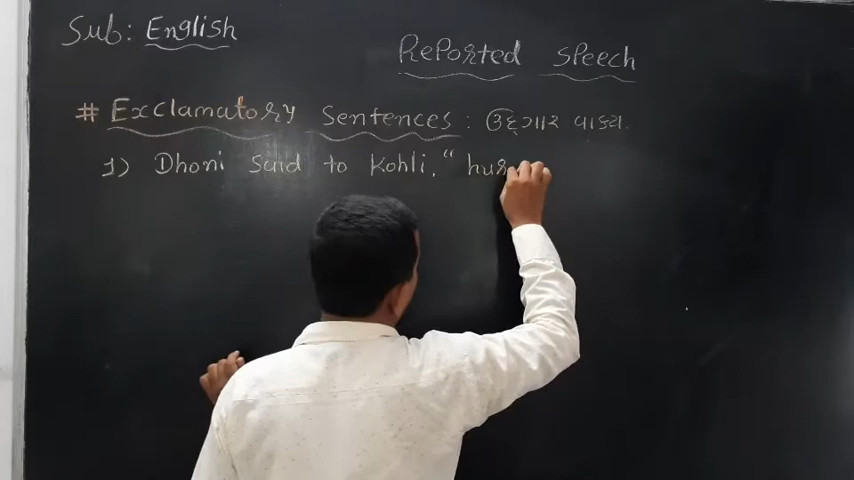 Sub: English
Reported Speech
# Exclamatory Sentences : ઉદ્ગાર વાક્ય.
1) Dhoni Said to Kohli, "hur